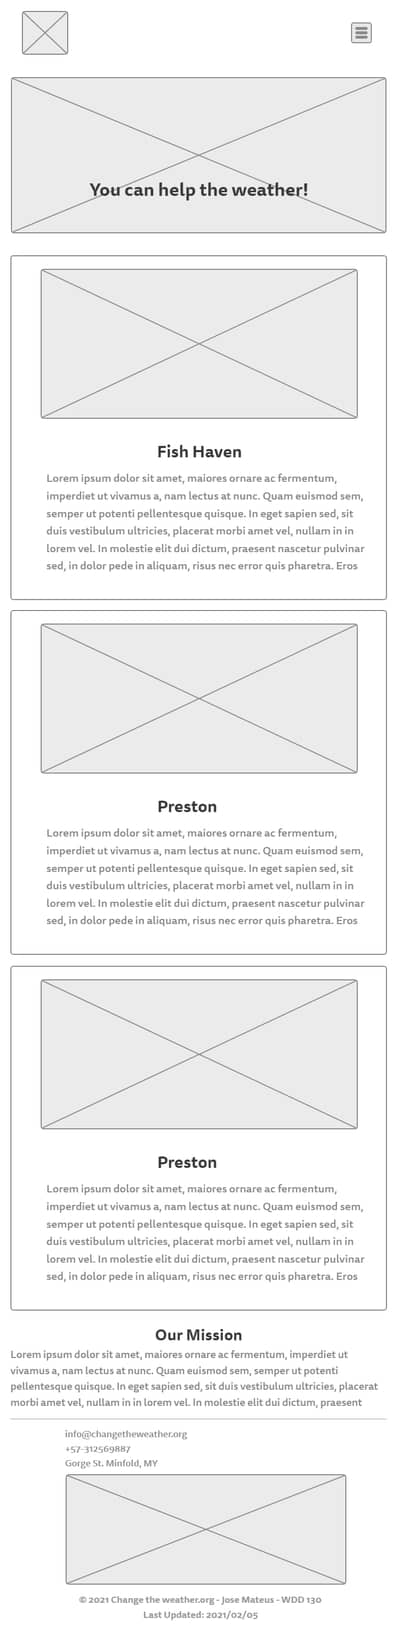 You can help the weather!
Fish Haven
Lorem ipsum dolor sit amet, maiores ornare ac fermentum,
imperdiet ut vivamus a, nam lectus at nunc. Quam euismod sem,
semper ut potenti pellentesque quisque. In eget sapien sed, sit
duis vestibulum ultricies, placerat morbi amet vel, nullam in in
lorem vel. In molestie elit dui dictum, praesent nascetur pulvinar
sed, in dolor pede in aliquam, risus nec error quis pharetra. Eros
Preston
Lorem ipsum dolor sit amet, maiores ornare ac fermentum,
imperdiet ut vivamus a, nam lectus at nunc. Quam euismod sem,
semper ut potenti pellentesque quisque. In eget sapien sed, sit
duis vestibulum ultricies, placerat morbi amet vel, nullam in in
lorem vel. In molestie elit dui dictum, praesent nascetur pulvinar
sed, in dolor pede in aliquam, risus nec error quis pharetra. Eros
Preston
Lorem ipsum dolor sit amet, maiores ornare ac fermentum,
imperdiet ut vivamus a, nam lectus at nunc. Quam euismod sem,
semper ut potenti pellentesque quisque. In eget sapien sed, sit
duis vestibulum ultricies, placerat morbi amet vel, nullam in in
lorem vel. In molestie elit dui dictum, praesent nascetur pulvinar
sed, in dolor pede in aliquam, risus nec error quis pharetra. Eros
Our Mission
Lorem ipsum dolor sit amet, maiores ornare ac fermentum, imperdiet ut
vivamus a, nam lectus at nunc. Quam euismod sem, semper ut potenti
pellentesque quisque. In eget sapien sed, sit duis vestibulum ultricies, placerat
morbi amet vel, nullam in in lorem vel. In molestie elit dui dictum, praesent
info@changetheweather.org
+57-312569887
Gorge St. Minfold, MY
© 2021 Change the weather.org - Jose Mateus - WDD 130
Last Updated: 2021/02/05